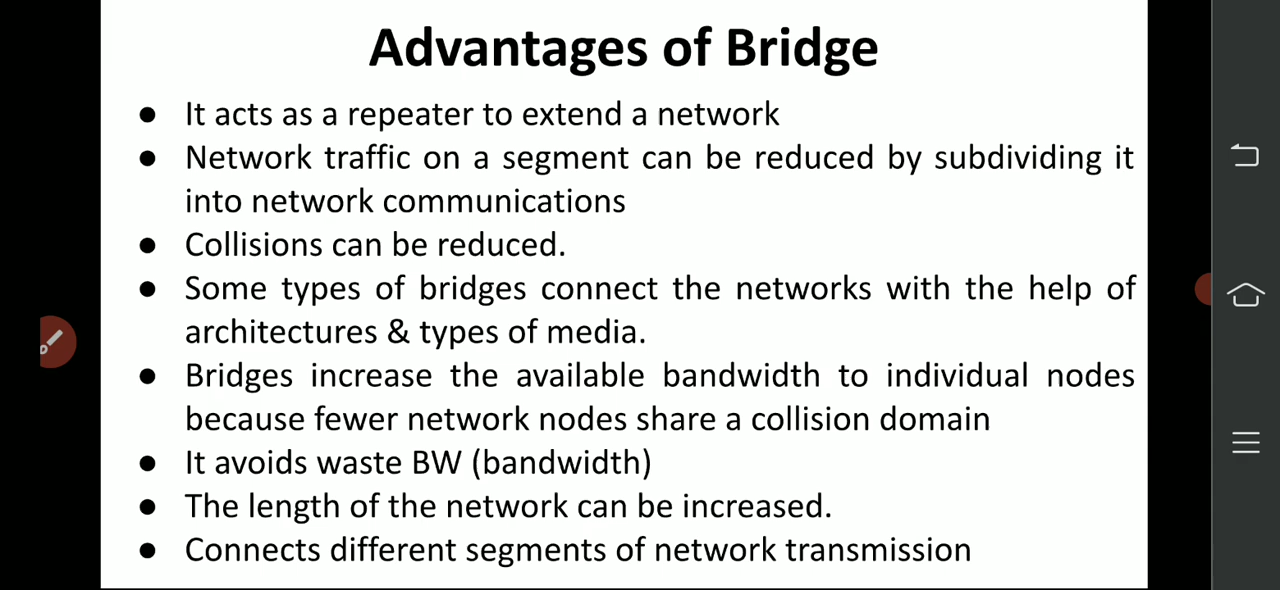 Advantages of Bridge
● It acts as a repeater to extend a network
● Network traffic on a segment can be reduced by subdividing it
into network communications
● Collisions can be reduced.
● Some types of bridges connect the networks with the help of
architectures & types of media.
● Bridges increase the available bandwidth to individual nodes
because fewer network nodes share a collision domain
● It avoids waste BW (bandwidth)
● The length of the network can be increased.
● Connects different segments of network transmission